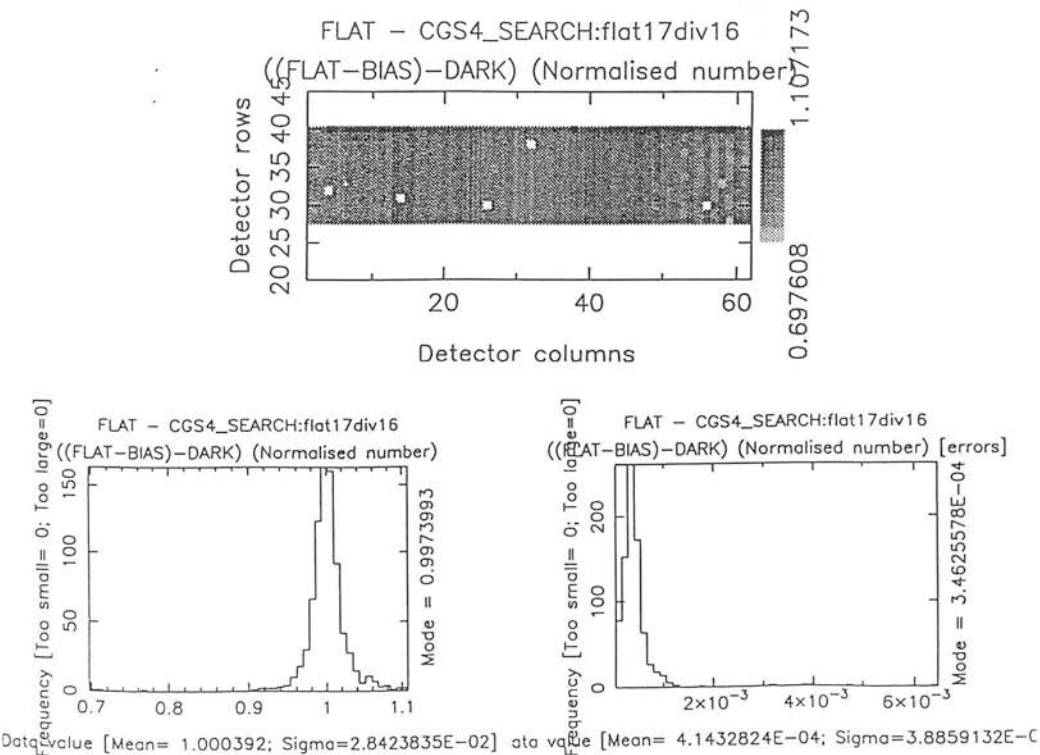 FLAT - CGS4_SEARCH:flat17div16
((FLAT-BIAS)-DARK) (Normalised number)
Detector rows
20 25 30 35 40 45
20 40 60
Detector columns
0.697608 1.107173
FLAT - CGS4_SEARCH:flat17div16
((FLAT-BIAS)-DARK) (Normalised number)
Frequency [Too small= 0; Too large=0]
0 50 100 150
0.7 0.8 0.9 1 1.1
Mode = 0.9973993
Data value [Mean= 1.000392; Sigma=2.8423835E-02]
FLAT - CGS4_SEARCH:flat17div16
((FLAT-BIAS)-DARK) (Normalised number) [errors]
Frequency [Too small= 0; Too large=0]
0 100 200
2×10⁻³ 4×10⁻³ 6×10⁻³
Mode = 3.4625578E-04
ata value [Mean= 4.1432824E-04; Sigma=3.8859132E-0